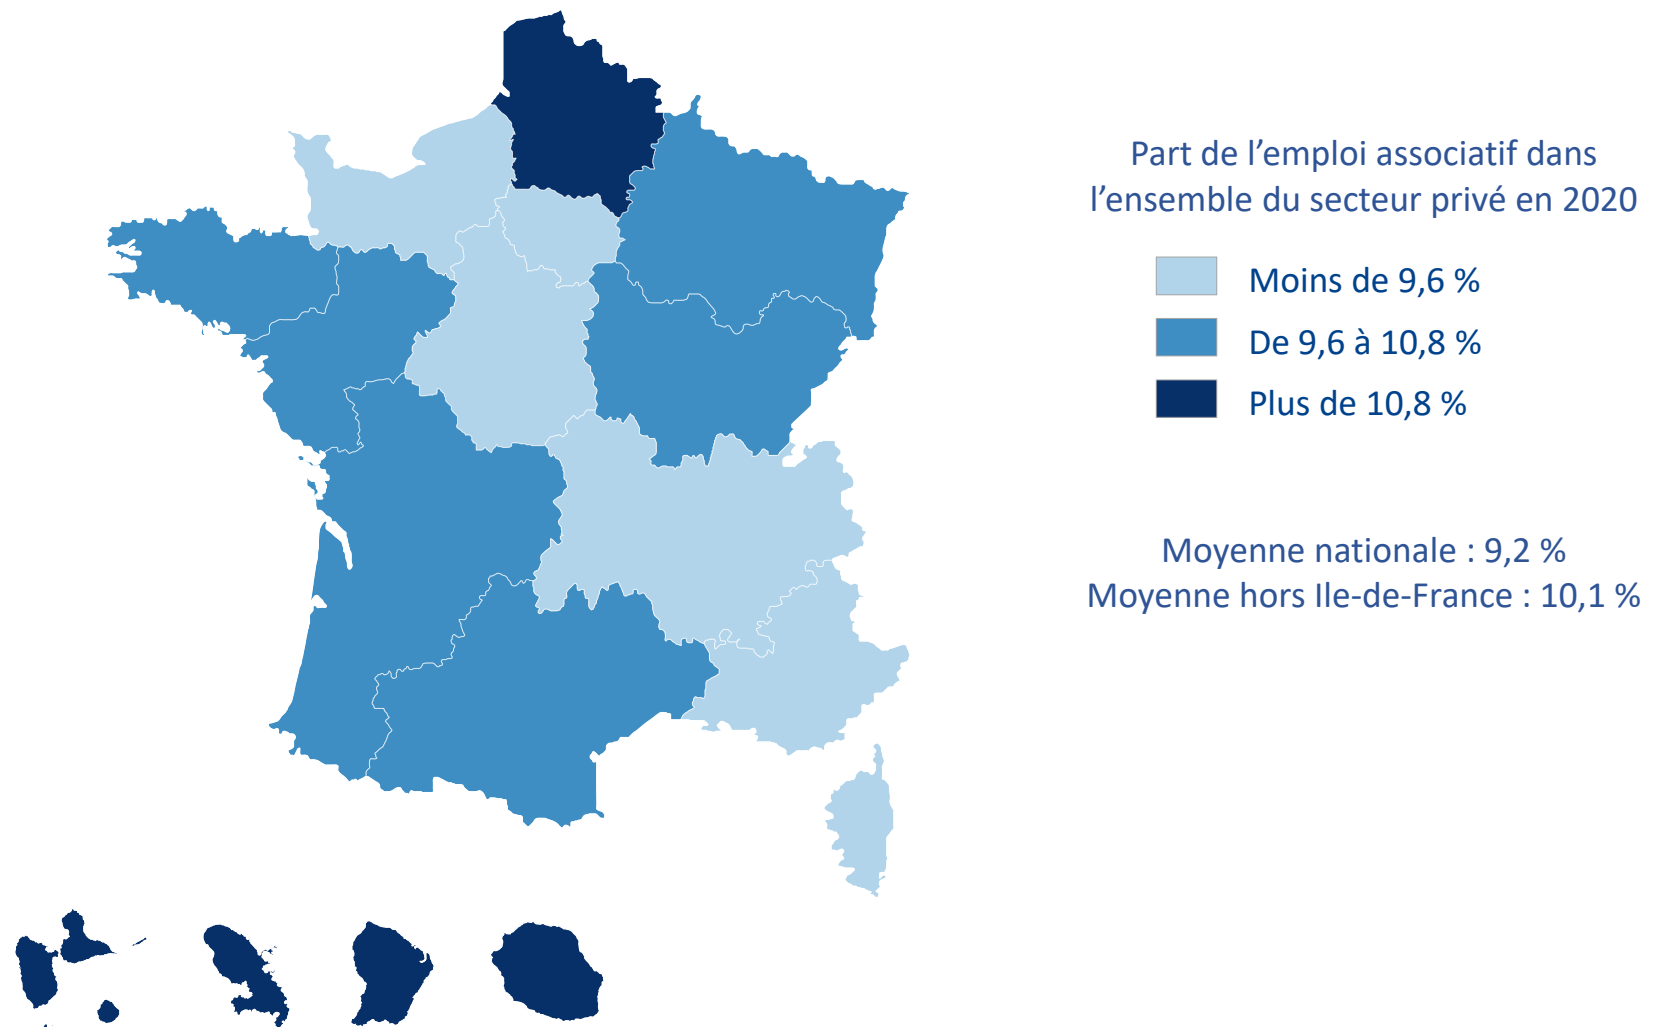 Part de l’emploi associatif dans
l’ensemble du secteur privé en 2020
Moins de 9,6 %
De 9,6 à 10,8 %
Plus de 10,8 %
Moyenne nationale : 9,2 %
Moyenne hors Ile-de-France : 10,1 %